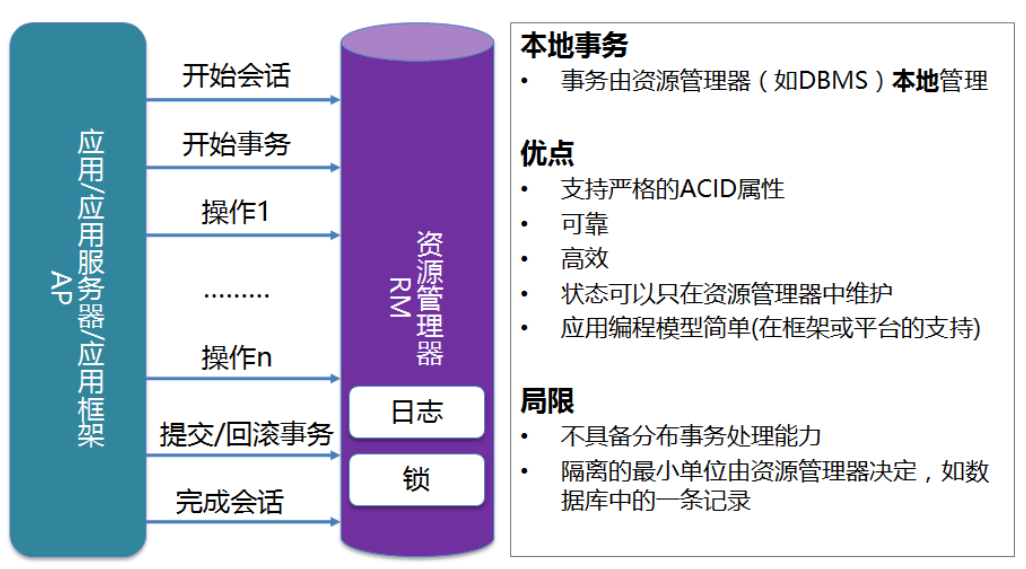 应用/应用服务器/应用框架
AP
开始会话
开始事务
操作1
………
操作n
提交/回滚事务
完成会话
资源管理器
RM
日志
锁
本地事务
• 事务由资源管理器（如DBMS）本地管理
优点
• 支持严格的ACID属性
• 可靠
• 高效
• 状态可以只在资源管理器中维护
• 应用编程模型简单(在框架或平台的支持)
局限
• 不具备分布事务处理能力
• 隔离的最小单位由资源管理器决定，如数
据库中的一条记录